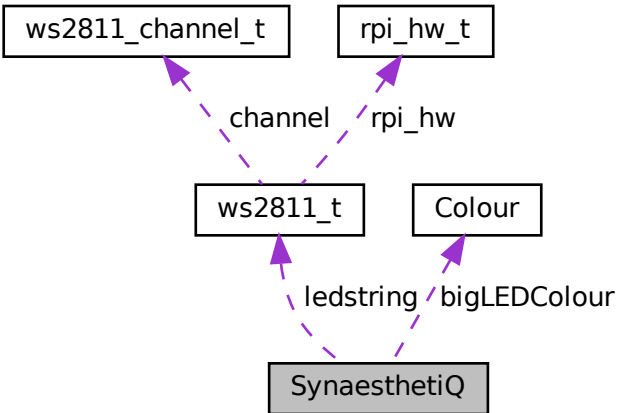 ws2811_channel_t
rpi_hw_t
channel
rpi_hw
ws2811_t
Colour
ledstring
bigLEDColour
SynaesthetiQ